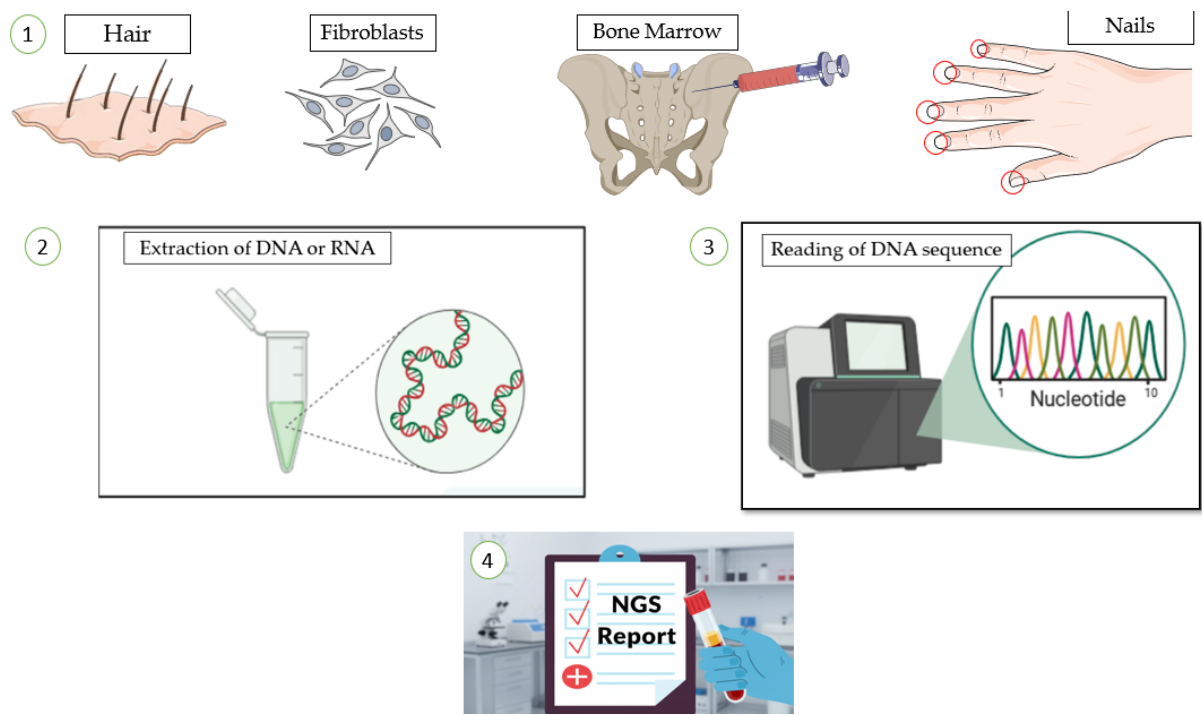 1
Hair
Fibroblasts
Bone Marrow
Nails
2
Extraction of DNA or RNA
3
Reading of DNA sequence
1
Nucleotide
10
4
NGS
Report